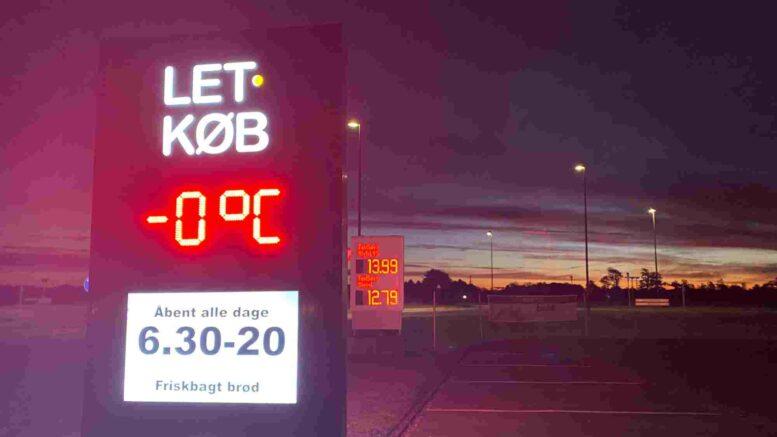 LET
KØB
-0°C
Åbent alle dage
6.30-20
Friskbagt brød
13.99
12.79